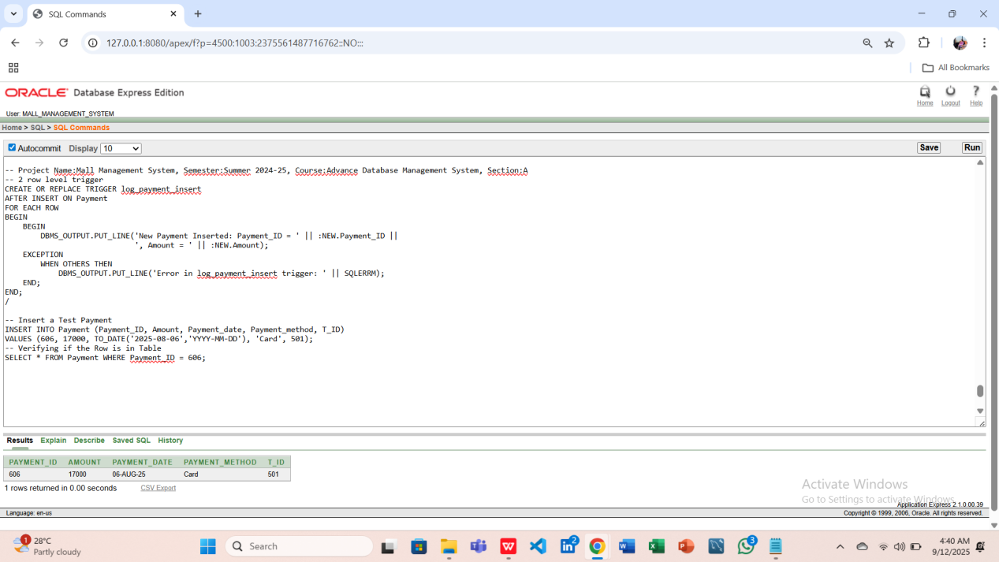 SQL Commands
127.0.0.1:8080/apex/f?p=4500:1003:2375561487716762::NO:::
All Bookmarks
ORACLE Database Express Edition
Home Logout Help
User: MALL_MANAGEMENT_SYSTEM
Home > SQL > SQL Commands
Autocommit Display 10 Save Run
-- Project Name:Mall Management System, Semester:Summer 2024-25, Course:Advance Database Management System, Section:A
-- 2 row level trigger
CREATE OR REPLACE TRIGGER log_payment_insert
AFTER INSERT ON Payment
FOR EACH ROW
BEGIN
BEGIN
DBMS_OUTPUT.PUT_LINE('New Payment Inserted: Payment_ID = ' || :NEW.Payment_ID ||
', Amount = ' || :NEW.Amount);
EXCEPTION
WHEN OTHERS THEN
DBMS_OUTPUT.PUT_LINE('Error in log_payment_insert trigger: ' || SQLERRM);
END;
END;
/
-- Insert a Test Payment
INSERT INTO Payment (Payment_ID, Amount, Payment_date, Payment_method, T_ID)
VALUES (606, 17000, TO_DATE('2025-08-06','YYYY-MM-DD'), 'Card', 501);
-- Verifying if the Row is in Table
SELECT * FROM Payment WHERE Payment_ID = 606;
Results Explain Describe Saved SQL History
PAYMENT_ID AMOUNT PAYMENT_DATE PAYMENT_METHOD T_ID
606 17000 06-AUG-25 Card 501
1 rows returned in 0.00 seconds CSV Export
Activate Windows
Go to Settings to activate Windows.
Application Express 2.1.0.00.39
Language: en-us Copyright © 1999, 2006, Oracle. All rights reserved.
1 28°C
Partly cloudy
Search
2
3
4:40 AM
9/12/2025